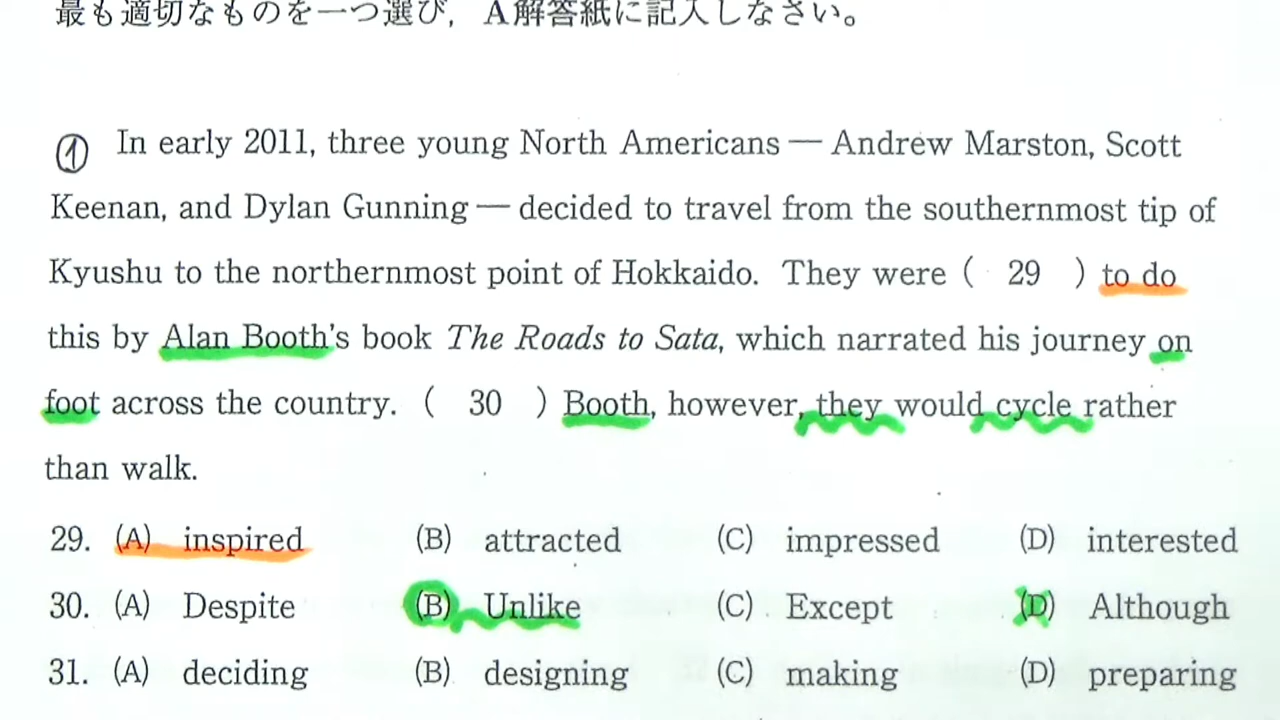 最も適切なものを一つ選び,A解答紙に記入しなさい。
① In early 2011, three young North Americans — Andrew Marston, Scott
Keenan, and Dylan Gunning — decided to travel from the southernmost tip of
Kyushu to the northernmost point of Hokkaido. They were ( 29 ) to do
this by Alan Booth's book The Roads to Sata, which narrated his journey on
foot across the country. ( 30 ) Booth, however, they would cycle rather
than walk.
29. (A) inspired (B) attracted (C) impressed (D) interested
30. (A) Despite (B) Unlike (C) Except (D) Although
31. (A) deciding (B) designing (C) making (D) preparing